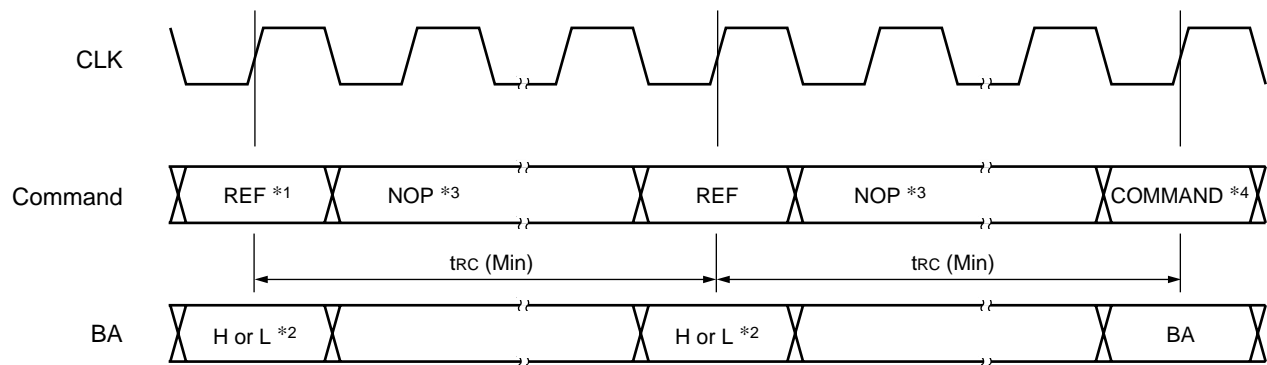 CLK
Command
REF *1
NOP *3
REF
NOP *3
COMMAND *4
tRC (Min)
tRC (Min)
BA
H or L *2
H or L *2
BA